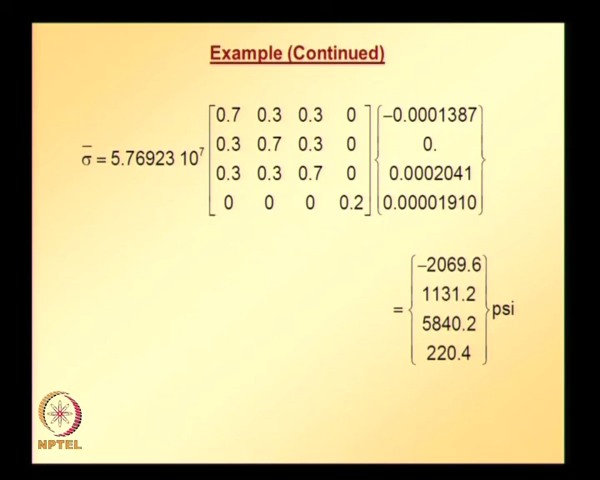 Example (Continued)
σ̄ = 5.76923 10⁷ [0.7 0.3 0.3 0; 0.3 0.7 0.3 0; 0.3 0.3 0.7 0; 0 0 0 0.2] {−0.0001387; 0.; 0.0002041; 0.00001910}
= {−2069.6; 1131.2; 5840.2; 220.4} psi
NPTEL